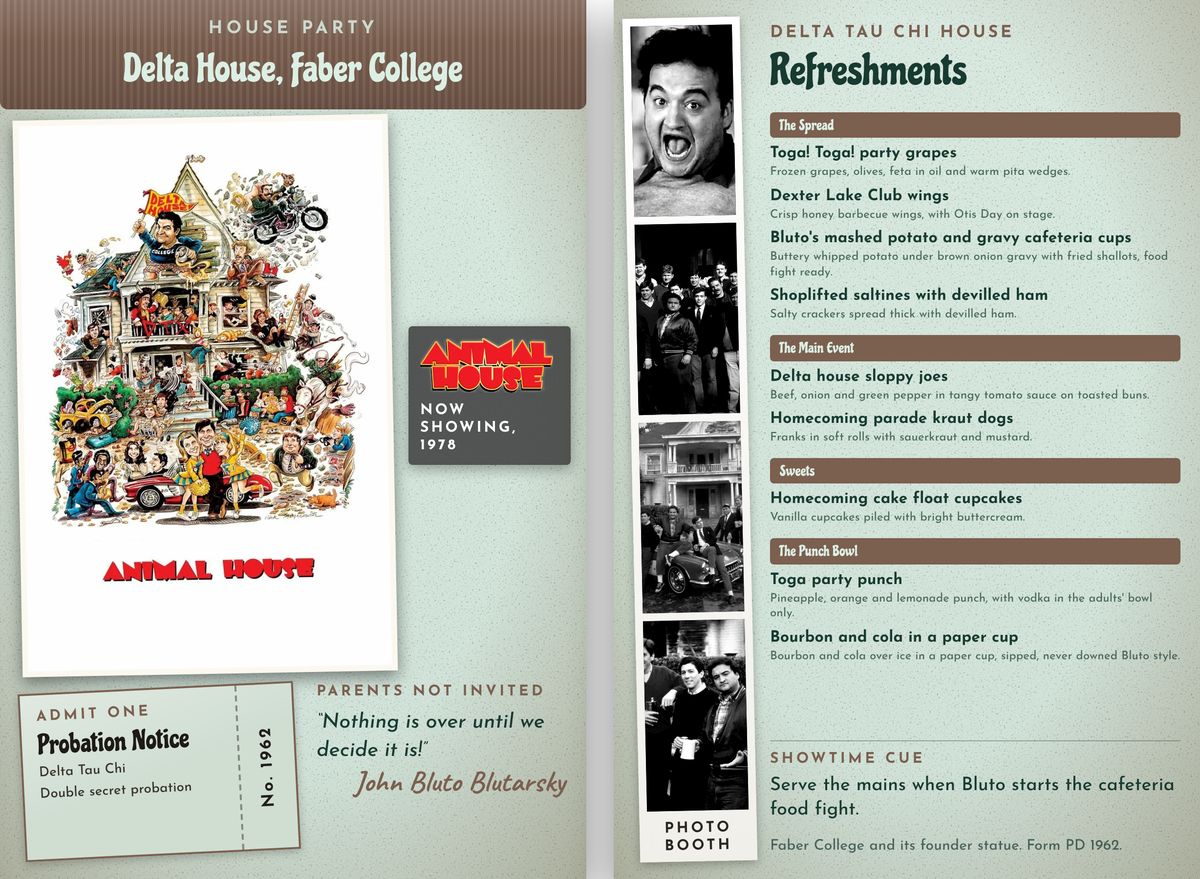 HOUSE PARTY
Delta House, Faber College
DELTA
HOUSE
COLLEGE
ANIMAL HOUSE
ANIMAL
HOUSE
NOW
SHOWING,
1978
ADMIT ONE
Probation Notice
Delta Tau Chi
Double secret probation
No. 1962
PARENTS NOT INVITED
"Nothing is over until we
decide it is!"
John Bluto Blutarsky
PHOTO
BOOTH
DELTA TAU CHI HOUSE
Refreshments
The Spread
Toga! Toga! party grapes
Frozen grapes, olives, feta in oil and warm pita wedges.
Dexter Lake Club wings
Crisp honey barbecue wings, with Otis Day on stage.
Bluto's mashed potato and gravy cafeteria cups
Buttery whipped potato under brown onion gravy with fried shallots, food
fight ready.
Shoplifted saltines with devilled ham
Salty crackers spread thick with devilled ham.
The Main Event
Delta house sloppy joes
Beef, onion and green pepper in tangy tomato sauce on toasted buns.
Homecoming parade kraut dogs
Franks in soft rolls with sauerkraut and mustard.
Sweets
Homecoming cake float cupcakes
Vanilla cupcakes piled with bright buttercream.
The Punch Bowl
Toga party punch
Pineapple, orange and lemonade punch, with vodka in the adults' bowl
only.
Bourbon and cola in a paper cup
Bourbon and cola over ice in a paper cup, sipped, never downed Bluto style.
SHOWTIME CUE
Serve the mains when Bluto starts the cafeteria
food fight.
Faber College and its founder statue. Form PD 1962.